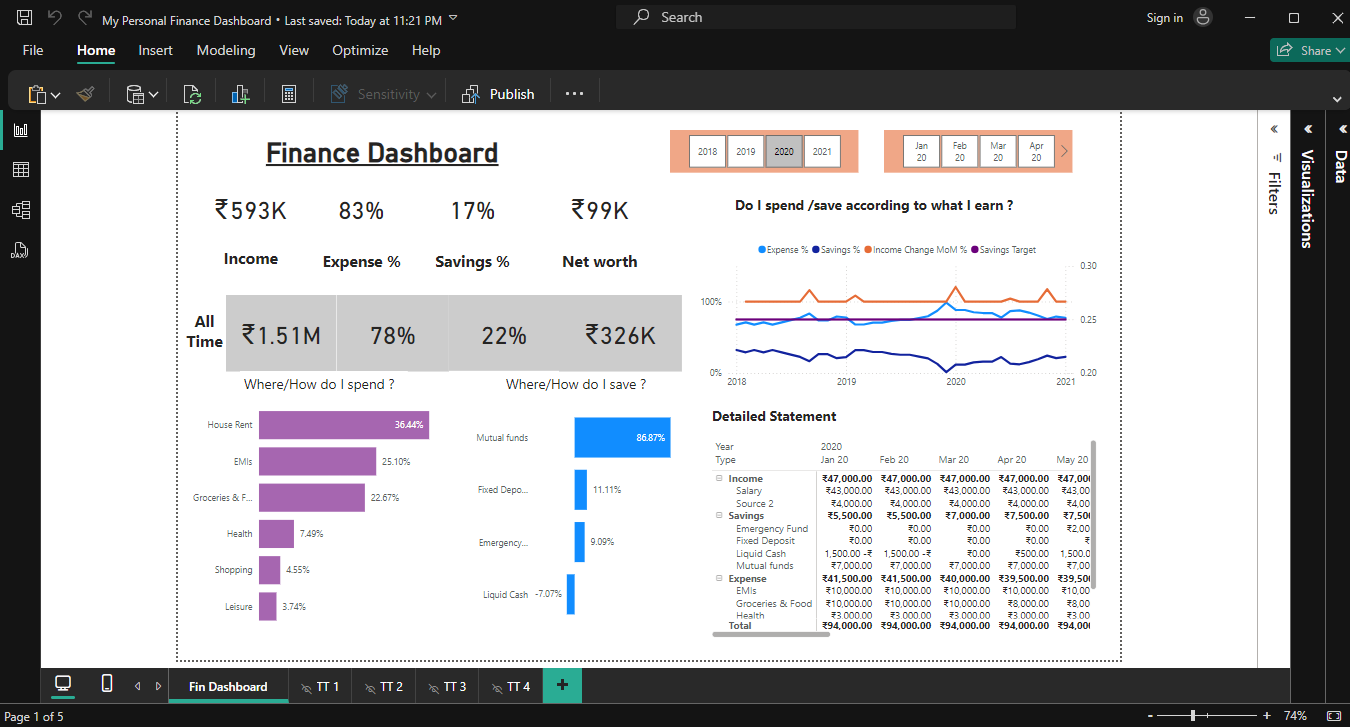 My Personal Finance Dashboard • Last saved: Today at 11:21 PM
Search
Sign in
File Home Insert Modeling View Optimize Help
Share
Sensitivity
Publish
Finance Dashboard
2018 2019 2020 2021
Jan 20 Feb 20 Mar 20 Apr 20
₹593K 83% 17% ₹99K
Income Expense % Savings % Net worth
All Time ₹1.51M 78% 22% ₹326K
Do I spend /save according to what I earn ?
Expense % Savings % Income Change MoM % Savings Target
0.30
100% 0.25
0% 0.20
2018 2019 2020 2021
Where/How do I spend ?
House Rent 36.44%
EMIs 25.10%
Groceries & F... 22.67%
Health 7.49%
Shopping 4.55%
Leisure 3.74%
Where/How do I save ?
Mutual funds 86.87%
Fixed Depo... 11.11%
Emergency... 9.09%
Liquid Cash -7.07%
Detailed Statement
Year 2020
Type Jan 20 Feb 20 Mar 20 Apr 20 May 20
Income ₹47,000.00 ₹47,000.00 ₹47,000.00 ₹47,000.00 ₹47,00
Salary ₹43,000.00 ₹43,000.00 ₹43,000.00 ₹43,000.00 ₹43,00
Source 2 ₹4,000.00 ₹4,000.00 ₹4,000.00 ₹4,000.00 ₹4,00
Savings ₹5,500.00 ₹5,500.00 ₹7,000.00 ₹7,500.00 ₹7,50
Emergency Fund ₹0.00 ₹0.00 ₹0.00 ₹0.00 ₹2,00
Fixed Deposit ₹0.00 ₹0.00 ₹0.00 ₹0.00 ₹
Liquid Cash 1,500.00 -₹ 1,500.00 -₹ ₹0.00 ₹500.00 1,500.0
Mutual funds ₹7,000.00 ₹7,000.00 ₹7,000.00 ₹7,000.00 ₹7,00
Expense ₹41,500.00 ₹41,500.00 ₹40,000.00 ₹39,500.00 ₹39,50
EMIs ₹10,000.00 ₹10,000.00 ₹10,000.00 ₹10,000.00 ₹10,00
Groceries & Food ₹10,000.00 ₹10,000.00 ₹10,000.00 ₹8,000.00 ₹8,00
Health ₹3,000.00 ₹3,000.00 ₹3,000.00 ₹3,000.00 ₹3,00
Total ₹94,000.00 ₹94,000.00 ₹94,000.00 ₹94,000.00 ₹94,00
Filters
Visualizations
Data
DAX
Fin Dashboard TT 1 TT 2 TT 3 TT 4 +
Page 1 of 5
- + 74%